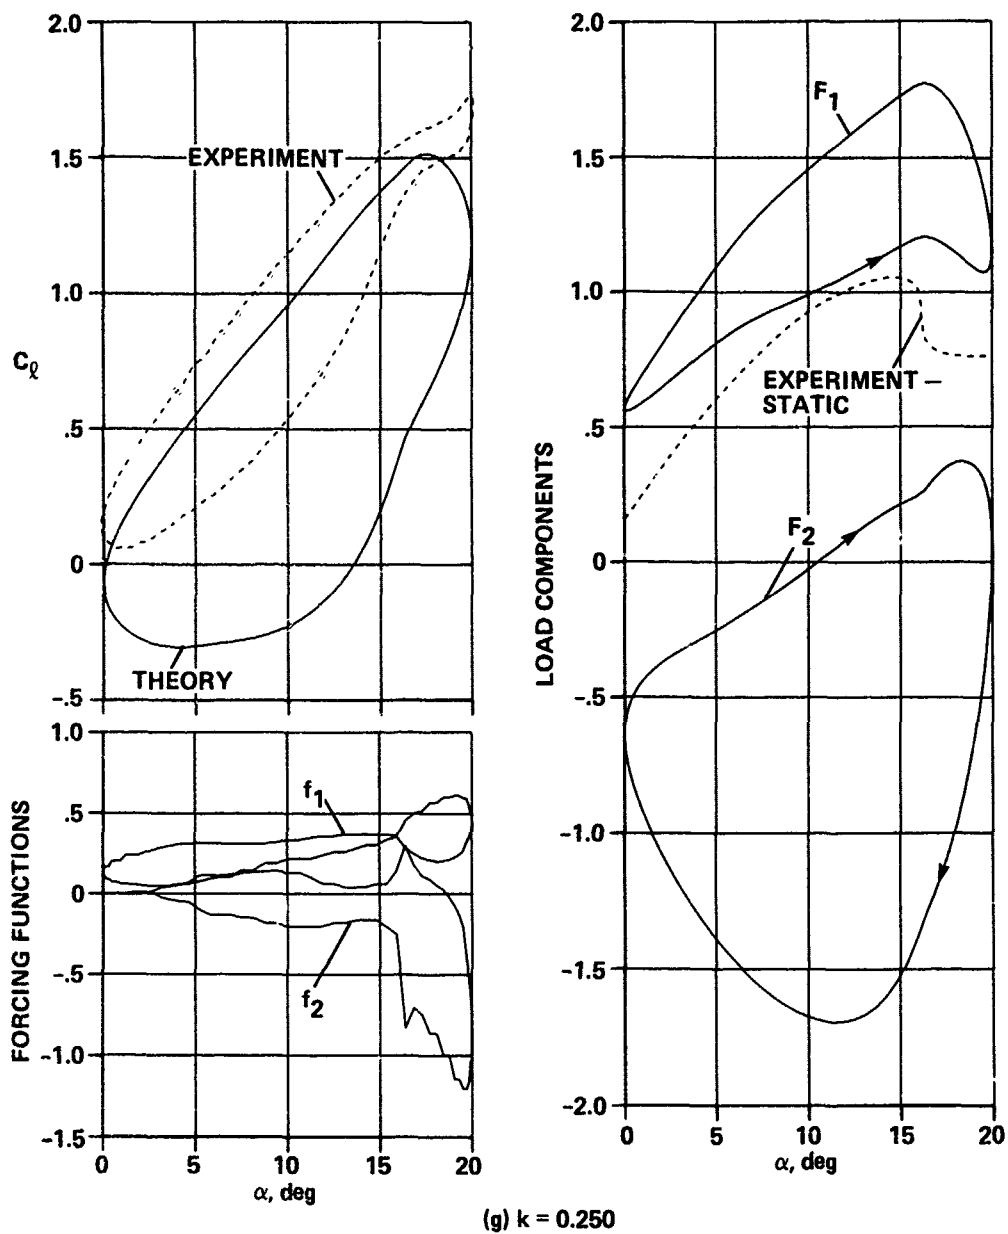 2.0
1.5
1.0
.5
0
-.5
Cℓ
EXPERIMENT
THEORY
1.0
.5
0
-.5
-1.0
-1.5
FORCING FUNCTIONS
f1
f2
0 5 10 15 20
α, deg
2.0
1.5
1.0
.5
0
-.5
-1.0
-1.5
-2.0
LOAD COMPONENTS
F1
EXPERIMENT –
STATIC
F2
0 5 10 15 20
α, deg
(g) k = 0.250